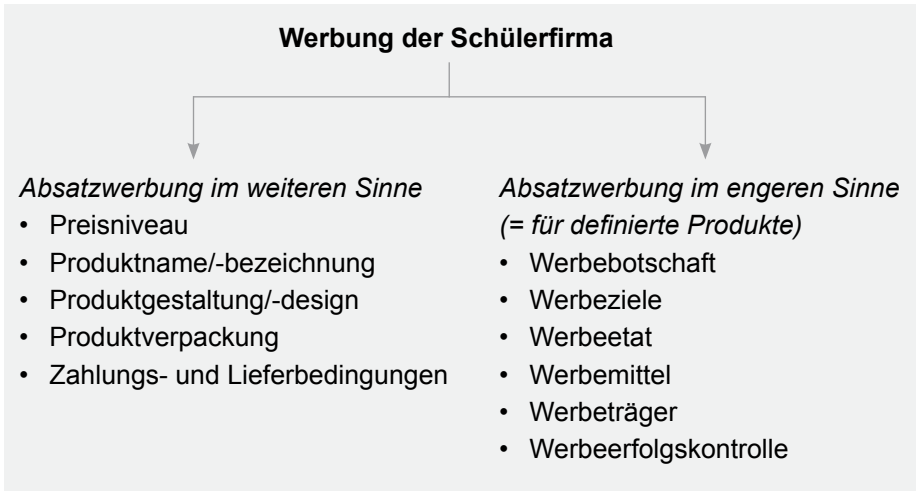 Werbung der Schülerfirma
Absatzwerbung im weiteren Sinne
• Preisniveau
• Produktname/-bezeichnung
• Produktgestaltung/-design
• Produktverpackung
• Zahlungs- und Lieferbedingungen
Absatzwerbung im engeren Sinne
(= für definierte Produkte)
• Werbebotschaft
• Werbeziele
• Werbeetat
• Werbemittel
• Werbeträger
• Werbeerfolgskontrolle